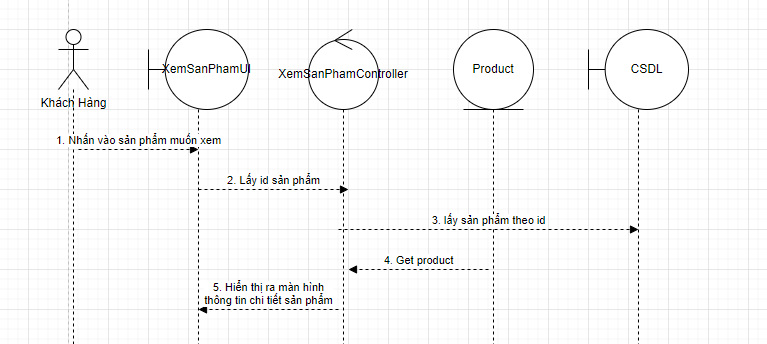 XemSanPhamUI
XemSanPhamController
Product
CSDL
Khách Hàng
1. Nhấn vào sản phẩm muốn xem
2. Lấy id sản phẩm
3. lấy sản phẩm theo id
4. Get product
5. Hiển thị ra màn hình
thông tin chi tiết sản phẩm